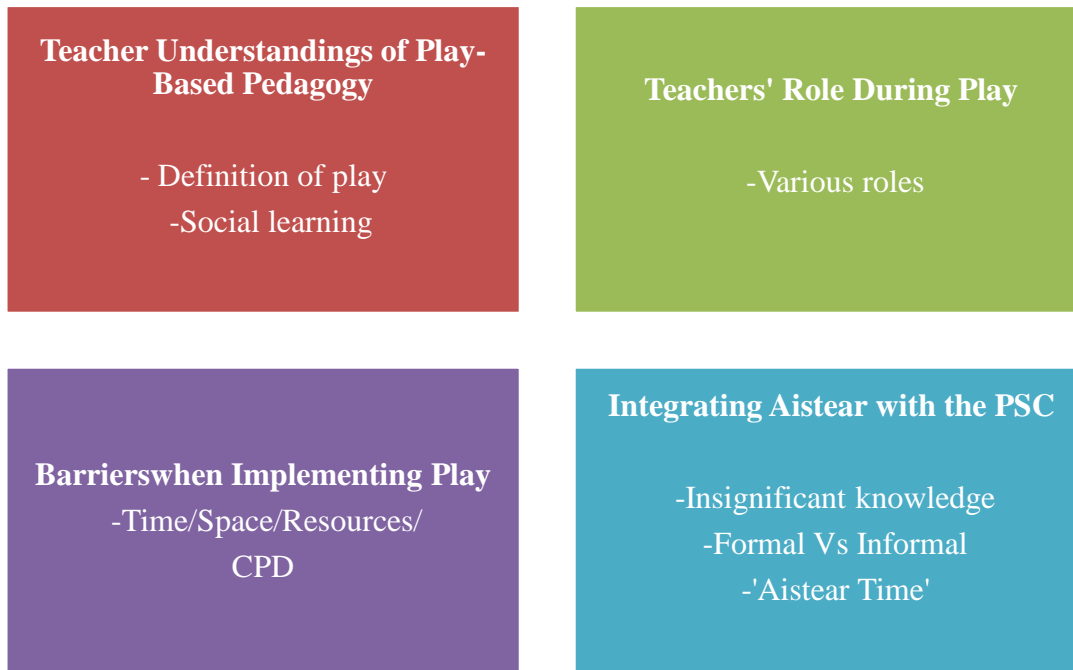 Teacher Understandings of Play-
Based Pedagogy
- Definition of play
-Social learning
Teachers' Role During Play
-Various roles
Barrierswhen Implementing Play
-Time/Space/Resources/
CPD
Integrating Aistear with the PSC
-Insignificant knowledge
-Formal Vs Informal
-'Aistear Time'